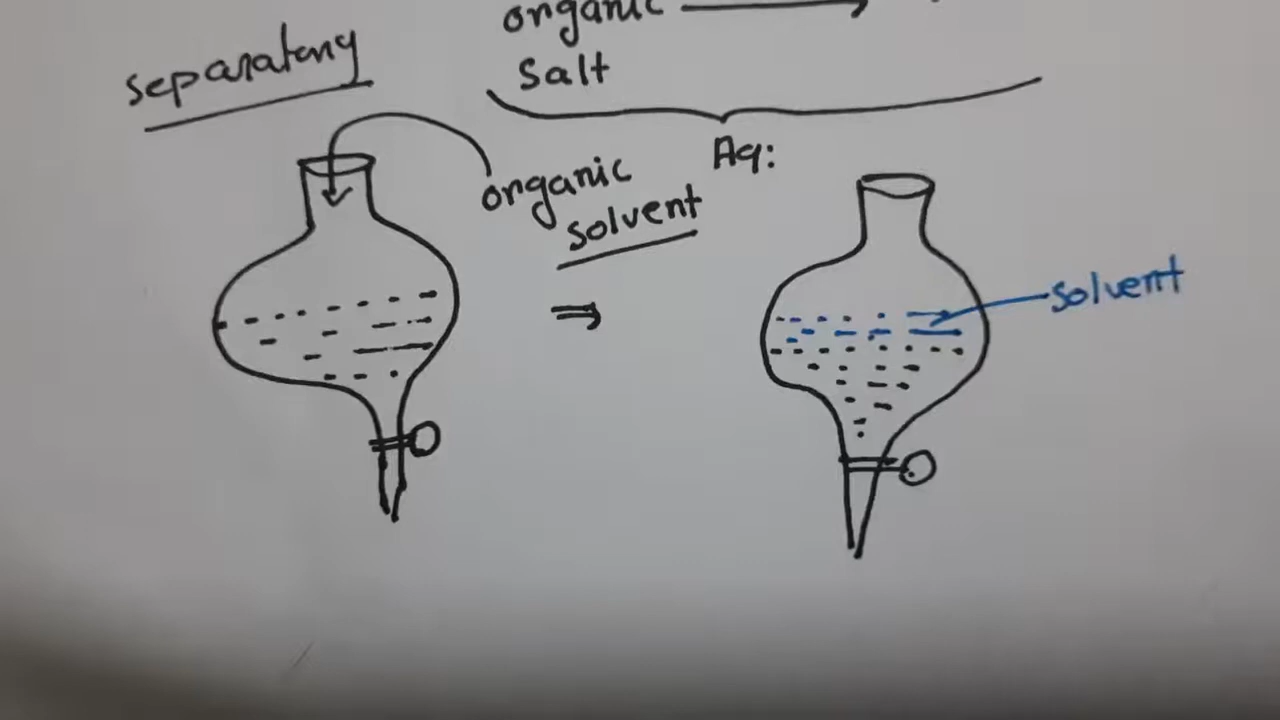 organic
Salt
separatory
Aq:
organic
solvent
solvent